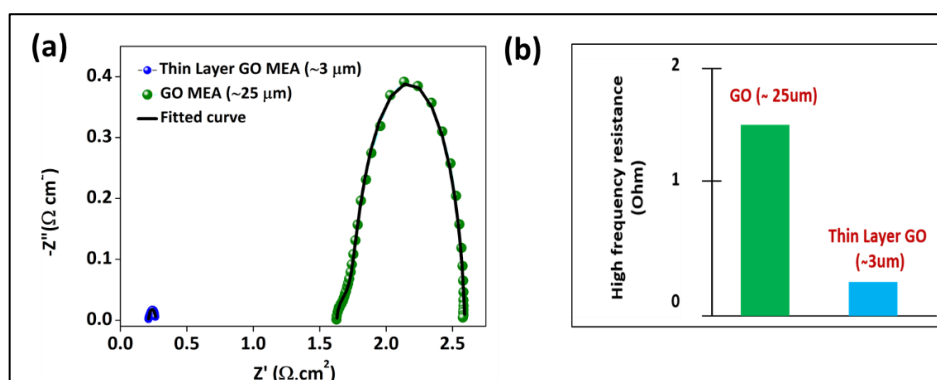 (a)
Thin Layer GO MEA (~3 μm)
GO MEA (~25 μm)
Fitted curve
0.4
0.3
0.2
0.1
0.0
-Z"(Ω cm-)
0.0 0.5 1.0 1.5 2.0 2.5
Z' (Ω.cm²)
(b)
High frequency resistance
(Ohm)
2
1
0
GO (~ 25um)
Thin Layer GO
(~3um)